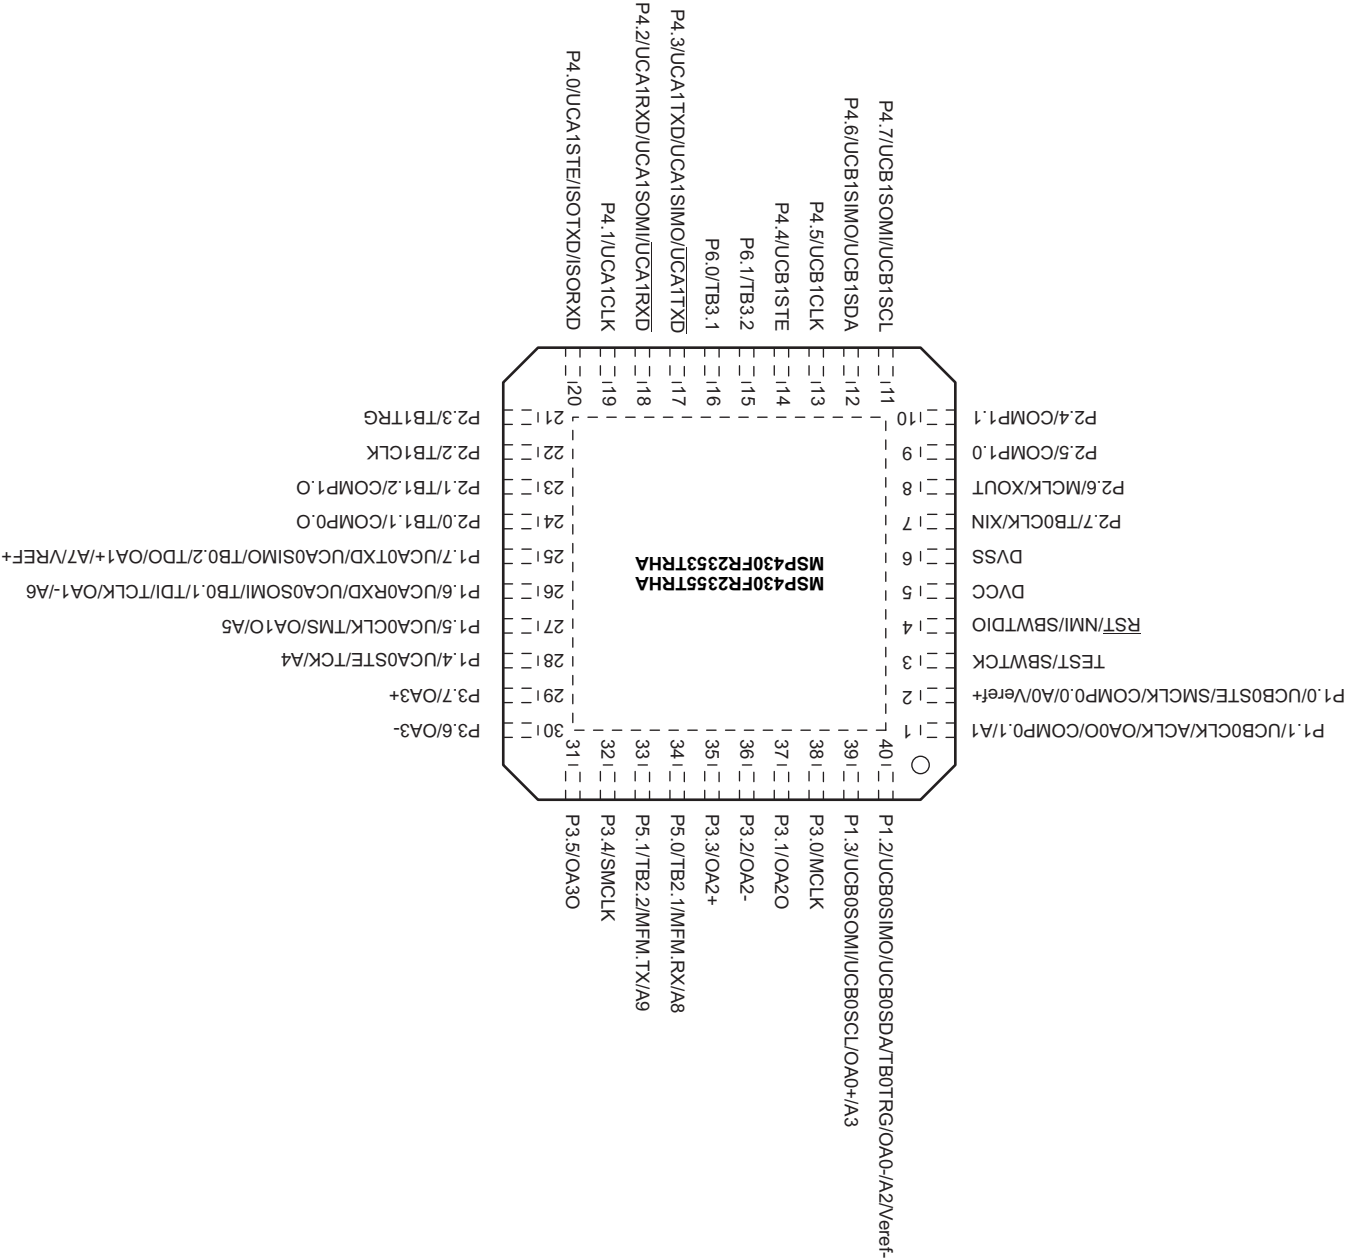 P1.1/UCB0CLK/ACLK/OA0O/COMP0.1/A1
1
P1.0/UCB0STE/SMCLK/COMP0.0/A0/Veref+
2
TEST/SBWTCK
3
RST/NMI/SBWTDIO
4
DVCC
5
DVSS
6
P2.7/TB0CLK/XIN
7
P2.6/MCLK/XOUT
8
P2.5/COMP1.0
9
P2.4/COMP1.1
10
P4.7/UCB1SOMI/UCB1SCL
11
P4.6/UCB1SIMO/UCB1SDA
12
P4.5/UCB1CLK
13
P4.4/UCB1STE
14
P6.1/TB3.2
15
P6.0/TB3.1
16
P4.3/UCA1TXD/UCA1SIMO/UCA1TXD
17
P4.2/UCA1RXD/UCA1SOMI/UCA1RXD
18
P4.1/UCA1CLK
19
P4.0/UCA1STE/ISOTXD/ISORXD
20
P2.3/TB1TRG
21
P2.2/TB1CLK
22
P2.1/TB1.2/COMP1.O
23
P2.0/TB1.1/COMP0.O
24
P1.7/UCA0TXD/UCA0SIMO/TB0.2/TDO/OA1+/A7/VREF+
25
P1.6/UCA0RXD/UCA0SOMI/TB0.1/TDI/TCLK/OA1-/A6
26
P1.5/UCA0CLK/TMS/OA1O/A5
27
P1.4/UCA0STE/TCK/A4
28
P3.7/OA3+
29
P3.6/OA3-
30
P3.5/OA3O
31
P3.4/SMCLK
32
P5.1/TB2.2/MFM.TX/A9
33
P5.0/TB2.1/MFM.RX/A8
34
P3.3/OA2+
35
P3.2/OA2-
36
P3.1/OA2O
37
P3.0/MCLK
38
P1.3/UCB0SOMI/UCB0SCL/OA0+/A3
39
P1.2/UCB0SIMO/UCB0SDA/TB0TRG/OA0-/A2/Veref-
40
MSP430FR2355TRHA
MSP430FR2353TRHA